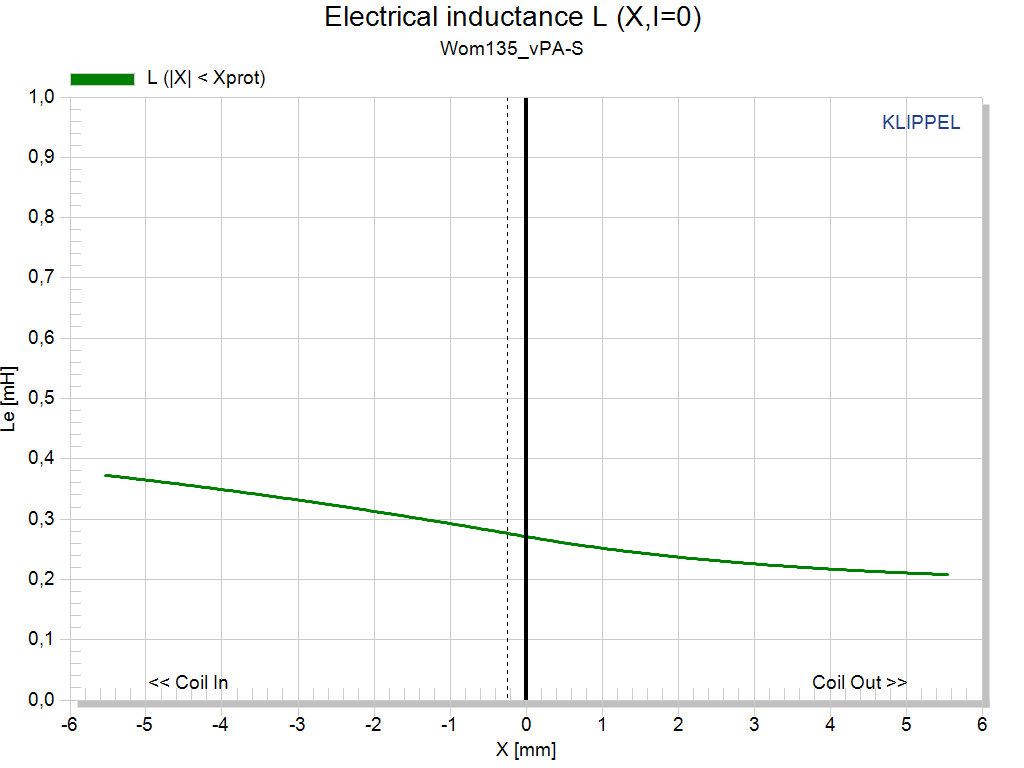 Electrical inductance L (X,I=0)
Wom135_vPA-S
L (|X| < Xprot)
KLIPPEL
1,0
0,9
0,8
0,7
0,6
0,5
0,4
0,3
0,2
0,1
0,0
Le [mH]
<< Coil In
Coil Out >>
-6 -5 -4 -3 -2 -1 0 1 2 3 4 5 6
X [mm]